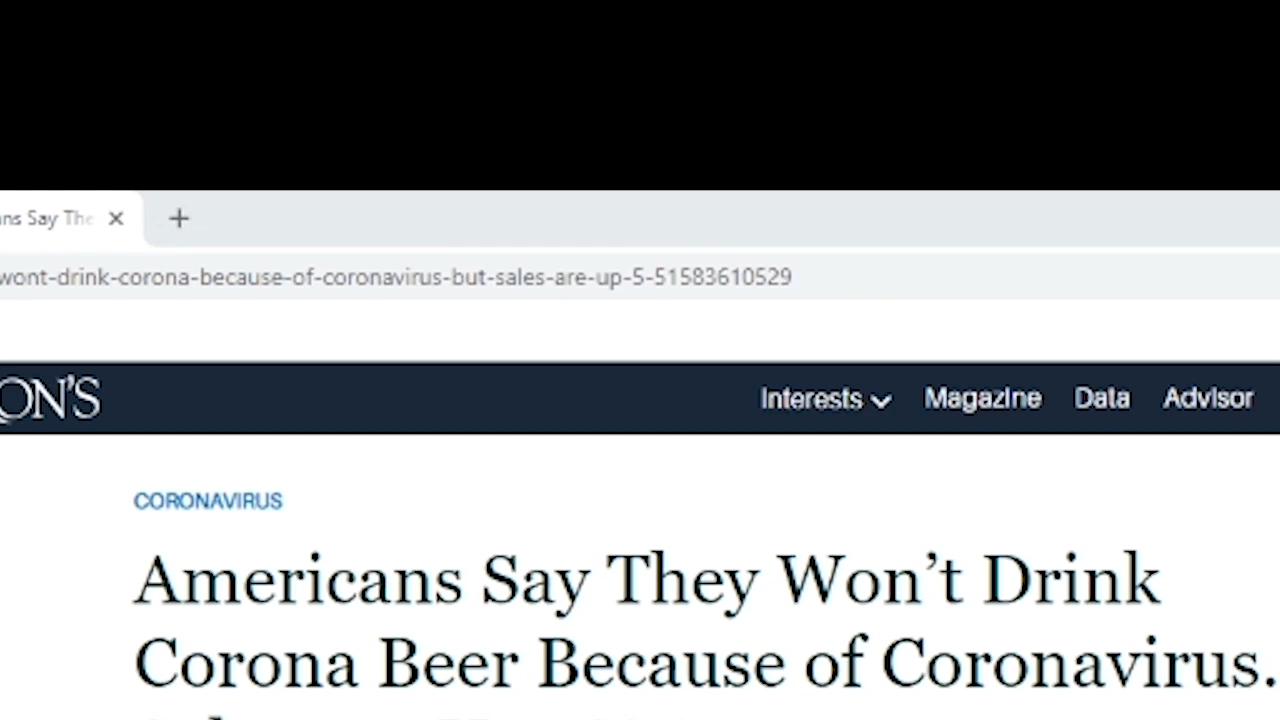 ns Say The
wont-drink-corona-because-of-coronavirus-but-sales-are-up-5-51583610529
ON'S
Interests Magazine Data Advisor
CORONAVIRUS
Americans Say They Won’t Drink
Corona Beer Because of Coronavirus.